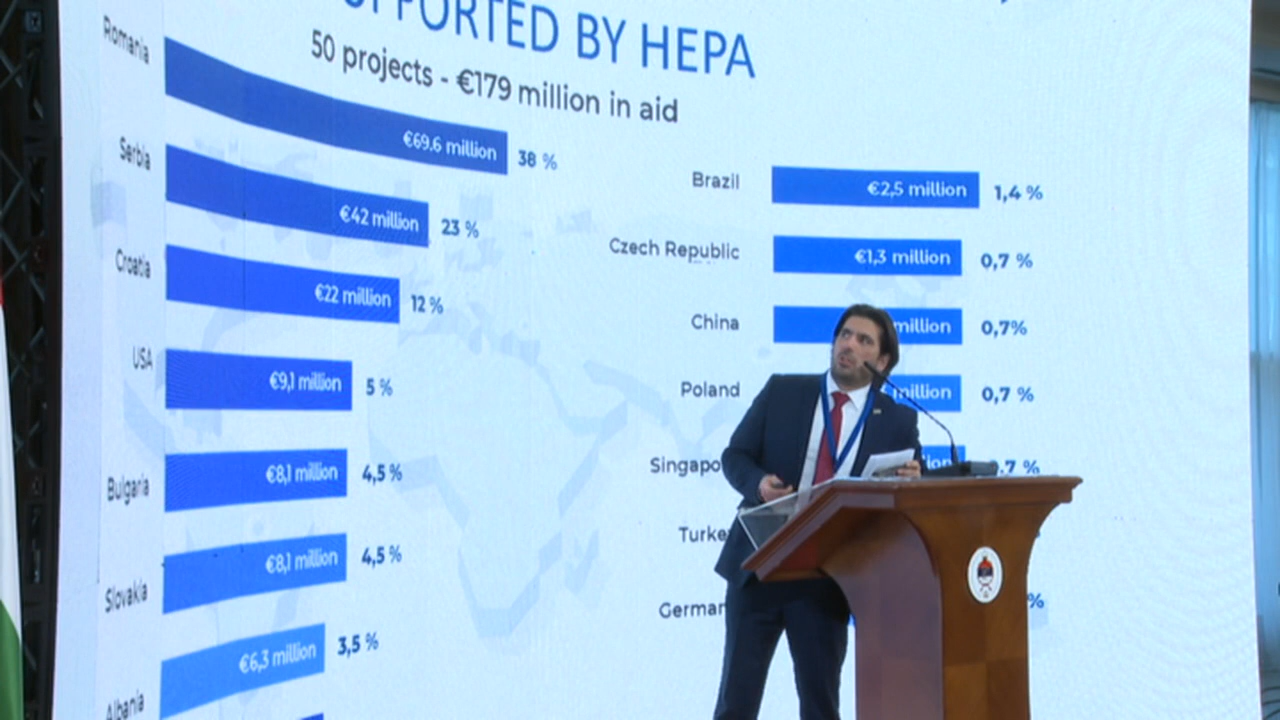 UPPORTED BY HEPA
50 projects - €179 million in aid
Romania €69.6 million 38 %
Serbia €42 million 23 %
Croatia €22 million 12 %
USA €9,1 million 5 %
Bulgaria €8,1 million 4,5 %
Slovakia €8,1 million 4,5 %
€6,3 million 3,5 %
Albania
Brazil €2,5 million 1,4 %
Czech Republic €1,3 million 0,7 %
China million 0,7%
Poland million 0,7 %
Singapo ,7 %
Turke
German %